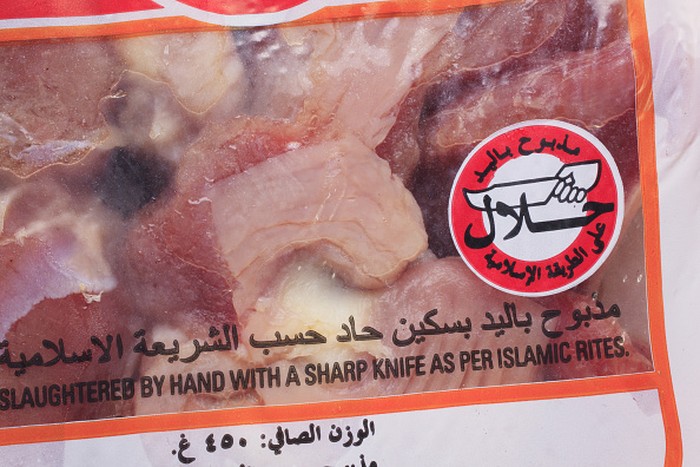 مذبوح باليد
حلال
على الطريقة الإسلامية
مذبوح باليد بسكين حاد حسب الشريعة الاسلامية
SLAUGHTERED BY HAND WITH A SHARP KNIFE AS PER ISLAMIC RITES.
الوزن الصافي: ٤٥٠ غ.